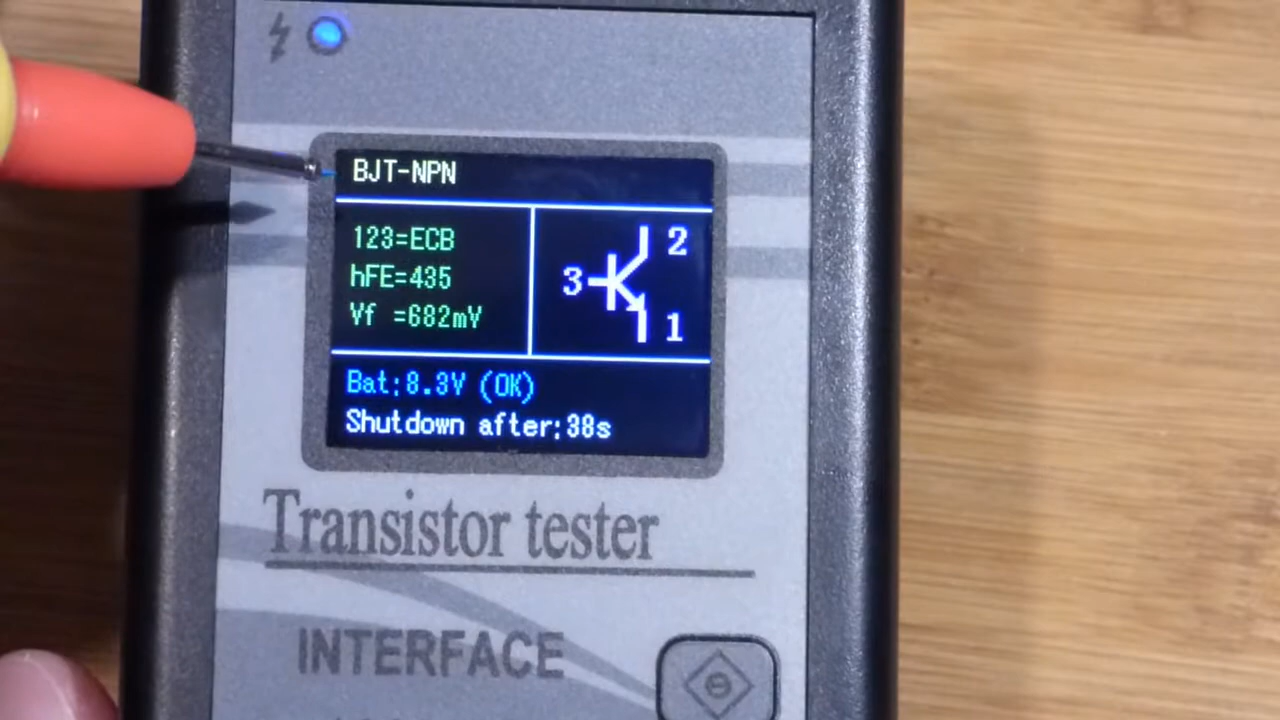 BJT-NPN
123=ECB
hFE=435
Vf =682mV
2
3
1
Bat:8.3V (OK)
Shutdown after:38s
Transistor tester
INTERFACE